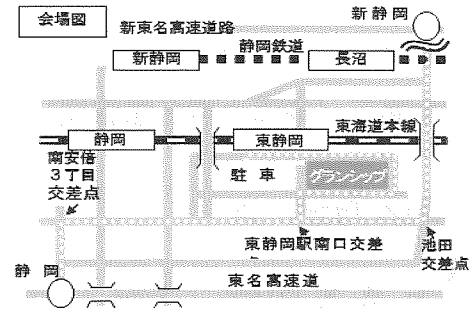 会場図
新静岡
新東名高速道路
静岡鉄道
新静岡
長沼
東海道本線
静岡
東静岡
南安倍
3丁目
交差点
駐 車
グランシップ
東静岡駅南口交差
池田
交差点
静 岡
東名高速道